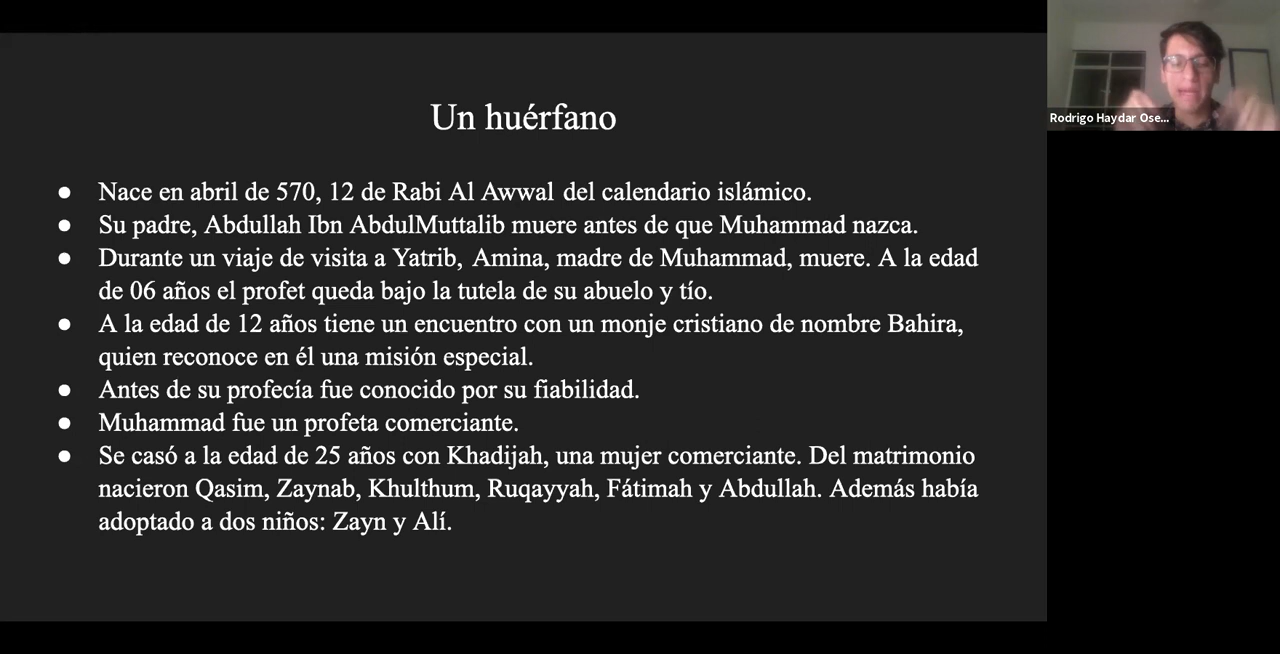 Un huérfano
Nace en abril de 570, 12 de Rabi Al Awwal del calendario islámico.
Su padre, Abdullah Ibn AbdulMuttalib muere antes de que Muhammad nazca.
Durante un viaje de visita a Yatrib, Amina, madre de Muhammad, muere. A la edad
de 06 años el profet queda bajo la tutela de su abuelo y tío.
A la edad de 12 años tiene un encuentro con un monje cristiano de nombre Bahira,
quien reconoce en él una misión especial.
Antes de su profecía fue conocido por su fiabilidad.
Muhammad fue un profeta comerciante.
Se casó a la edad de 25 años con Khadijah, una mujer comerciante. Del matrimonio
nacieron Qasim, Zaynab, Khulthum, Ruqayyah, Fátimah y Abdullah. Además había
adoptado a dos niños: Zayn y Alí.
Rodrigo Haydar Ose...